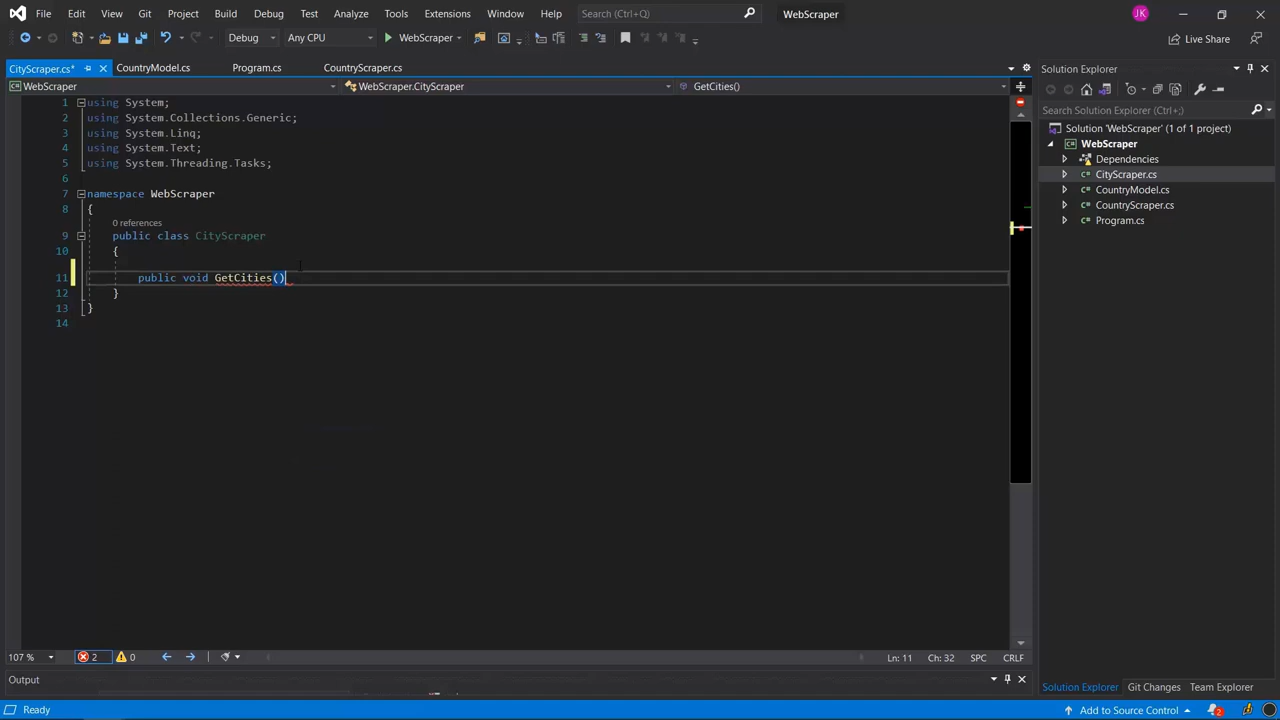 File Edit View Git Project Build Debug Test Analyze Tools Extensions Window Help Search (Ctrl+Q) WebScraper JK
Debug Any CPU WebScraper Live Share
CityScraper.cs* CountryModel.cs Program.cs CountryScraper.cs
WebScraper WebScraper.CityScraper GetCities()
1 using System;
2 using System.Collections.Generic;
3 using System.Linq;
4 using System.Text;
5 using System.Threading.Tasks;
6
7 namespace WebScraper
8 {
0 references
9 public class CityScraper
10 {
11 public void GetCities()
12 }
13 }
14
107 % 2 0 Ln: 11 Ch: 32 SPC CRLF
Output
Solution Explorer
Search Solution Explorer (Ctrl+;)
Solution 'WebScraper' (1 of 1 project)
WebScraper
Dependencies
C# CityScraper.cs
C# CountryModel.cs
C# CountryScraper.cs
C# Program.cs
Solution Explorer Git Changes Team Explorer
Ready Add to Source Control 2